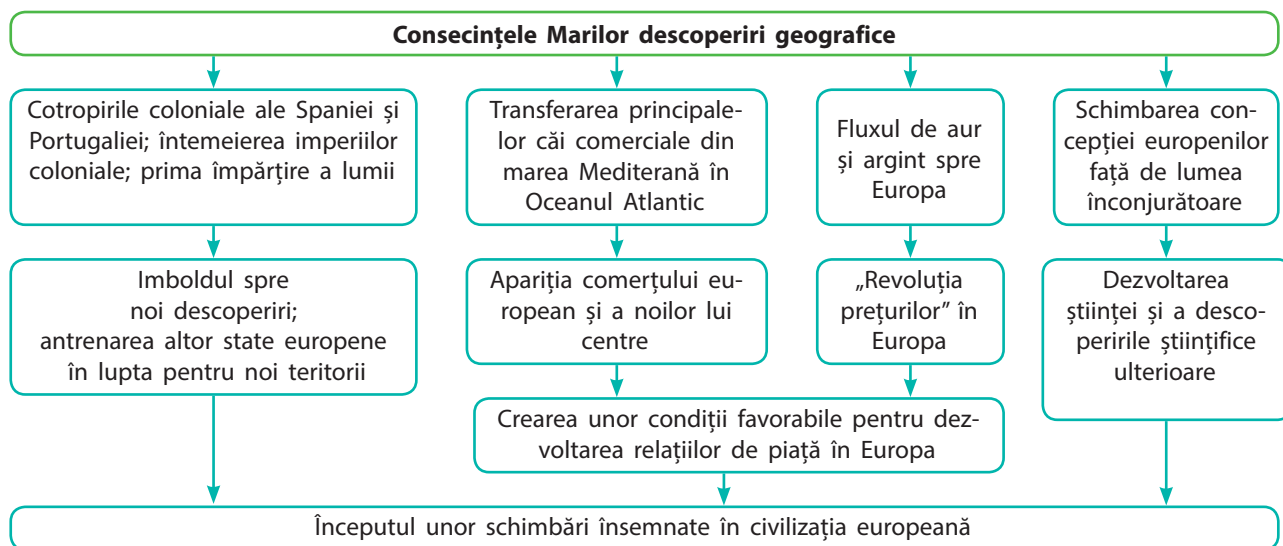 Consecințele Marilor descoperiri geografice
Cotropirile coloniale ale Spaniei și
Portugaliei; întemeierea imperiilor
coloniale; prima împărțire a lumii
Transferarea principale-
lor căi comerciale din
marea Mediterană în
Oceanul Atlantic
Fluxul de aur
și argint spre
Europa
Schimbarea con-
cepției europenilor
față de lumea
înconjurătoare
Imboldul spre
noi descoperiri;
antrenarea altor state europene
în lupta pentru noi teritorii
Apariția comerțului eu-
ropean și a noilor lui
centre
„Revoluția
prețurilor” în
Europa
Dezvoltarea
științei și a desco-
peririle științifice
ulterioare
Crearea unor condiții favorabile pentru dez-
voltarea relațiilor de piață în Europa
Începutul unor schimbări însemnate în civilizația europeană